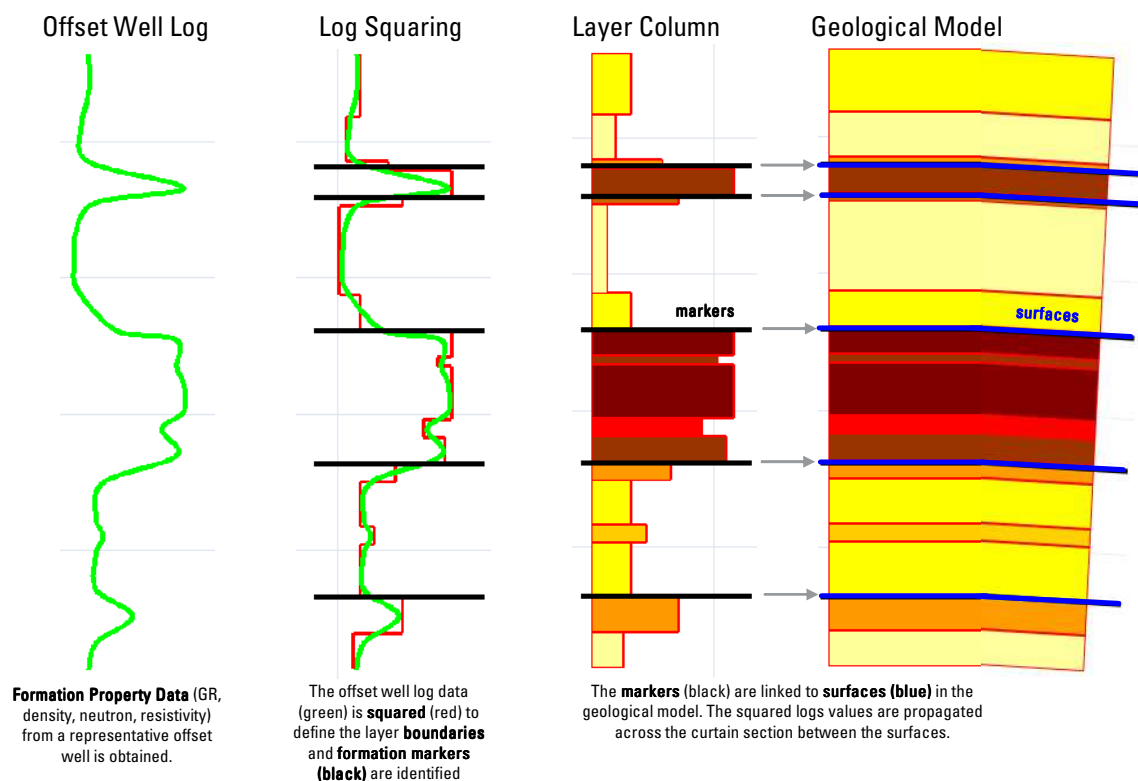 Offset Well Log
Log Squaring
Layer Column
Geological Model
markers
surfaces
Formation Property Data (GR,
density, neutron, resistivity)
from a representative offset
well is obtained.
The offset well log data
(green) is squared (red) to
define the layer boundaries
and formation markers
(black) are identified
The markers (black) are linked to surfaces (blue) in the
geological model. The squared logs values are propagated
across the curtain section between the surfaces.